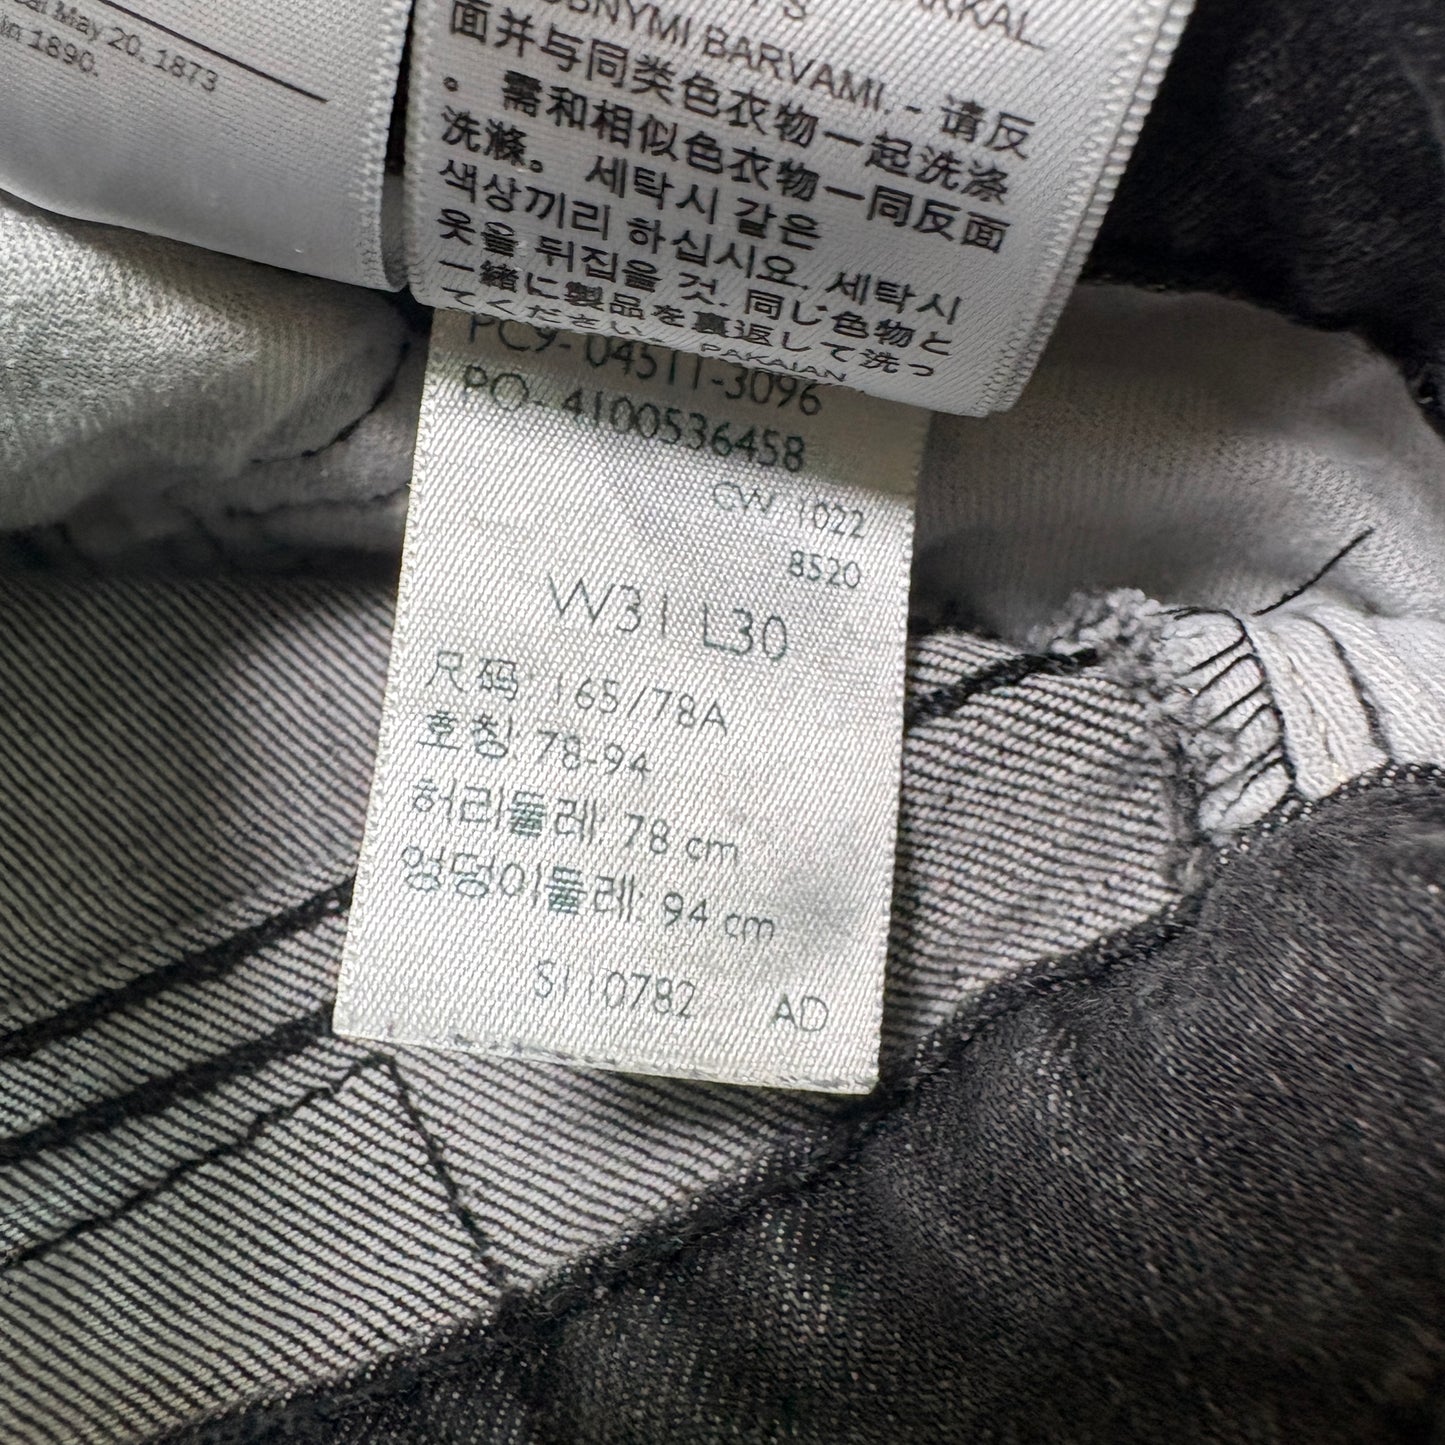 May 20, 1873
in 1890.
BARVAMI. - 请反
面并与同类色衣物一起洗涤
。 需和相似色衣物一同反面
洗滌。 세탁시 같은
색상끼리 하십시요. 세탁시
옷을 뒤집을 것. 同じ色物と
一緒に製品を裏返して洗っ
てください。 PAKAIAN
PC9- 04511-3096
PO- 4100536458
CW 1022
8520
W31 L30
尺码: 165/78A
호칭: 78-94
허리둘레: 78 cm
엉덩이둘레: 94 cm
S110782 AD